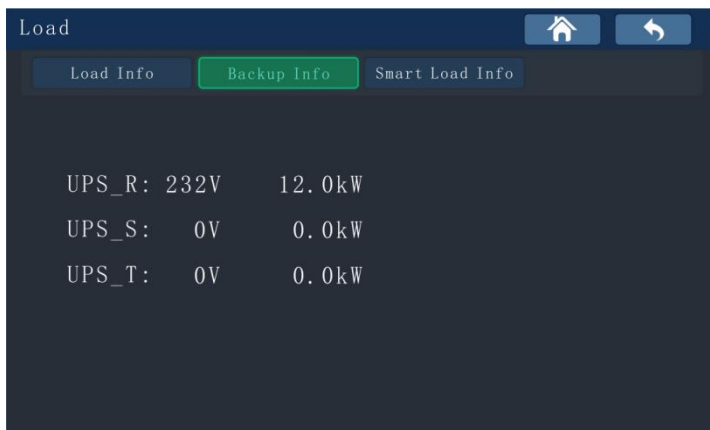 Load
Load Info Backup Info Smart Load Info
UPS_R: 232V 12.0kW
UPS_S: 0V 0.0kW
UPS_T: 0V 0.0kW